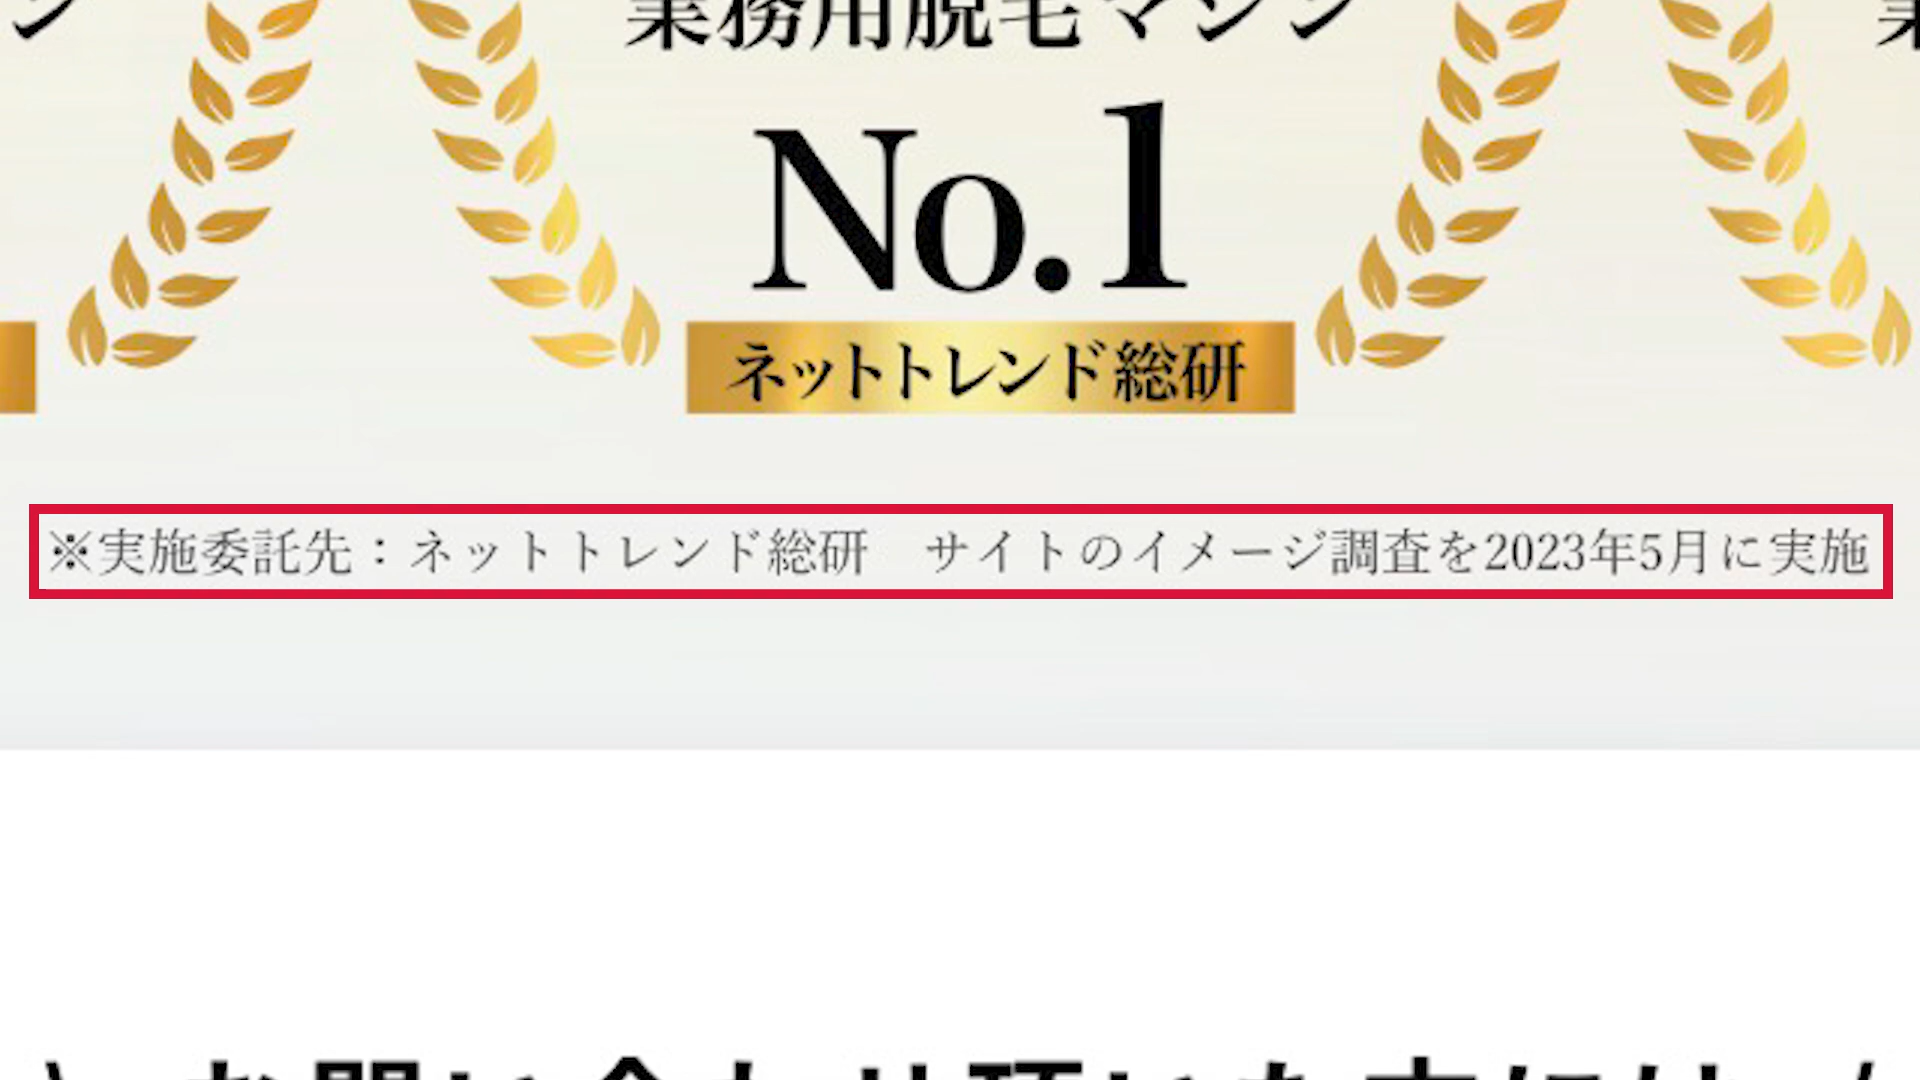 業務用脱毛マシン
No.1
ネットトレンド総研
※実施委託先：ネットトレンド総研　サイトのイメージ調査を2023年5月に実施